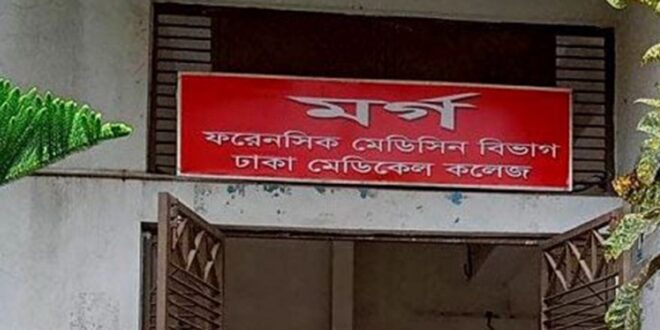 মর্গ
ফরেনসিক মেডিসিন বিভাগ
ঢাকা মেডিকেল কলেজ